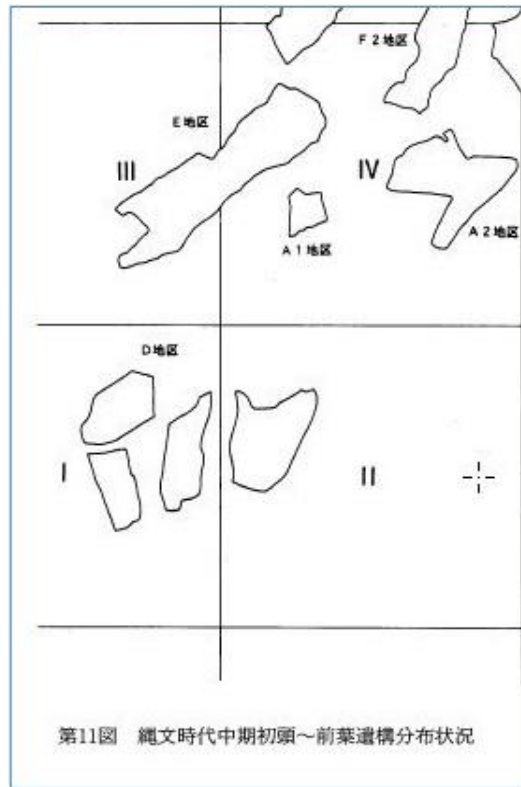 F2地区
E地区
III
IV
A1地区
A2地区
D地区
I
II
第11図 縄文時代中期初頭～前葉遺構分布状況